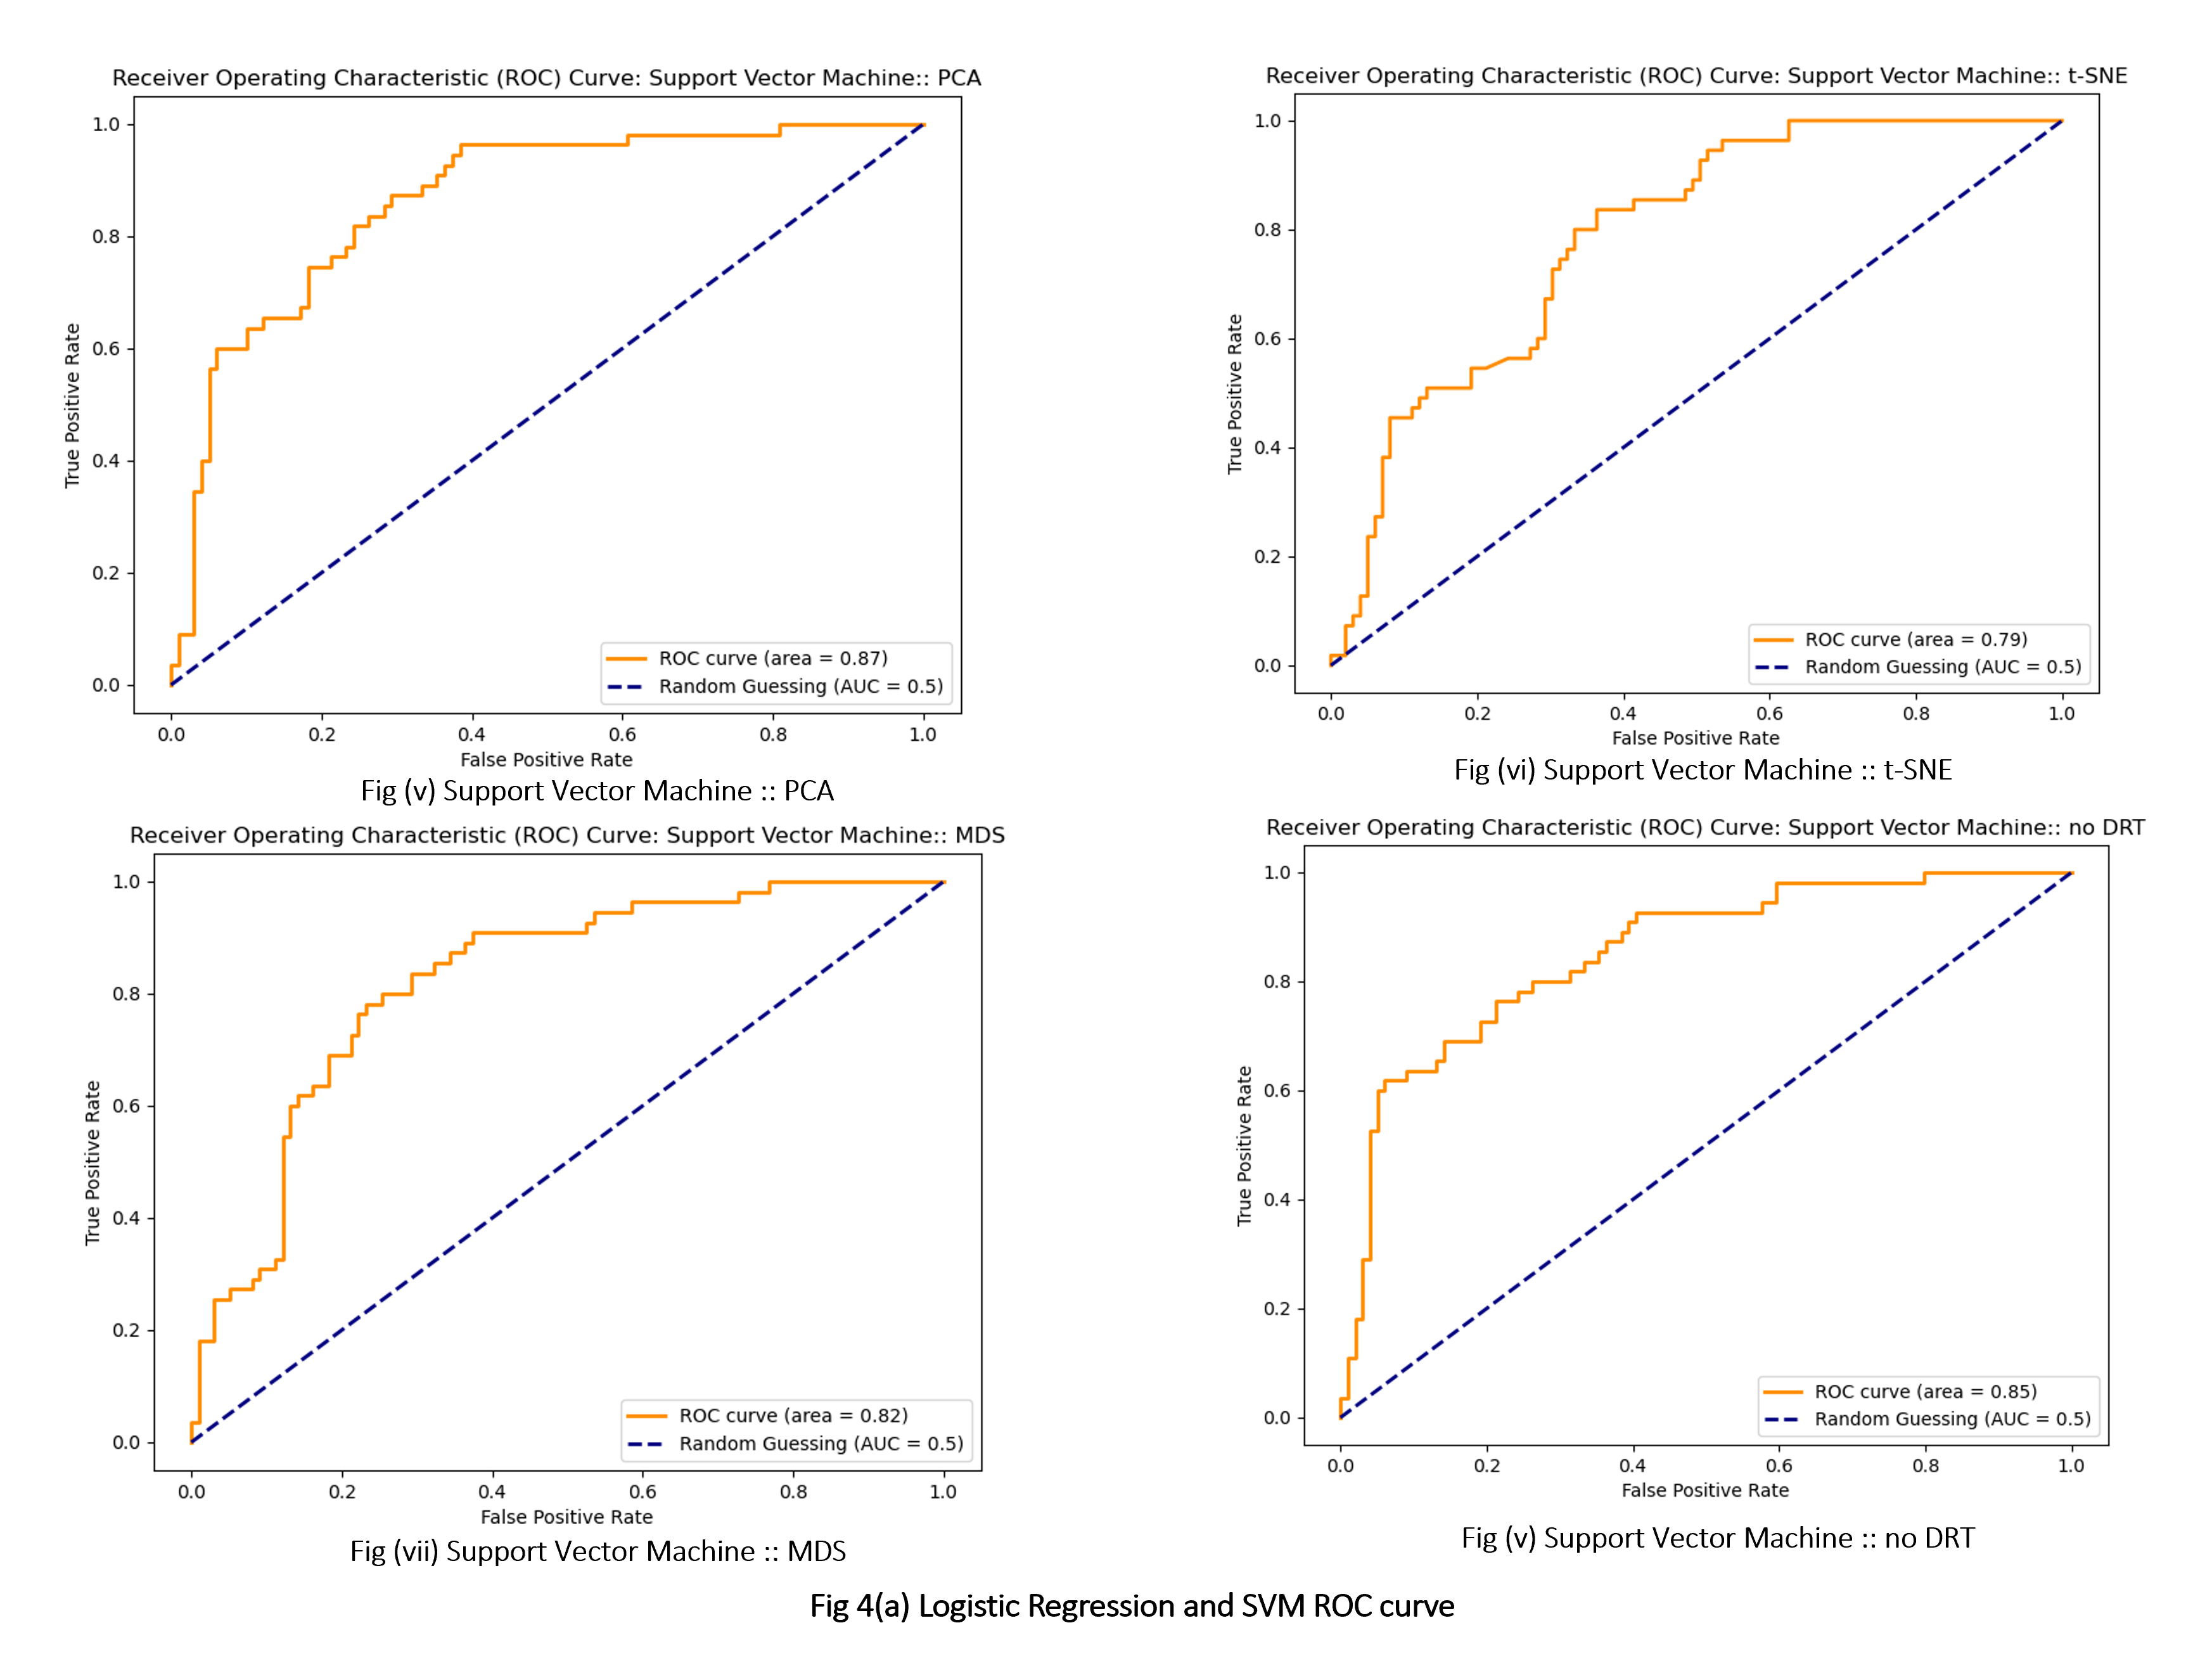 Receiver Operating Characteristic (ROC) Curve: Support Vector Machine:: PCA
1.0
0.8
0.6
0.4
0.2
0.0
True Positive Rate
ROC curve (area = 0.87)
Random Guessing (AUC = 0.5)
0.0 0.2 0.4 0.6 0.8 1.0
False Positive Rate
Fig (v) Support Vector Machine :: PCA
Receiver Operating Characteristic (ROC) Curve: Support Vector Machine:: t-SNE
1.0
0.8
0.6
0.4
0.2
0.0
True Positive Rate
ROC curve (area = 0.79)
Random Guessing (AUC = 0.5)
0.0 0.2 0.4 0.6 0.8 1.0
False Positive Rate
Fig (vi) Support Vector Machine :: t-SNE
Receiver Operating Characteristic (ROC) Curve: Support Vector Machine:: MDS
1.0
0.8
0.6
0.4
0.2
0.0
True Positive Rate
ROC curve (area = 0.82)
Random Guessing (AUC = 0.5)
0.0 0.2 0.4 0.6 0.8 1.0
False Positive Rate
Fig (vii) Support Vector Machine :: MDS
Receiver Operating Characteristic (ROC) Curve: Support Vector Machine:: no DRT
1.0
0.8
0.6
0.4
0.2
0.0
True Positive Rate
ROC curve (area = 0.85)
Random Guessing (AUC = 0.5)
0.0 0.2 0.4 0.6 0.8 1.0
False Positive Rate
Fig (v) Support Vector Machine :: no DRT
Fig 4(a) Logistic Regression and SVM ROC curve